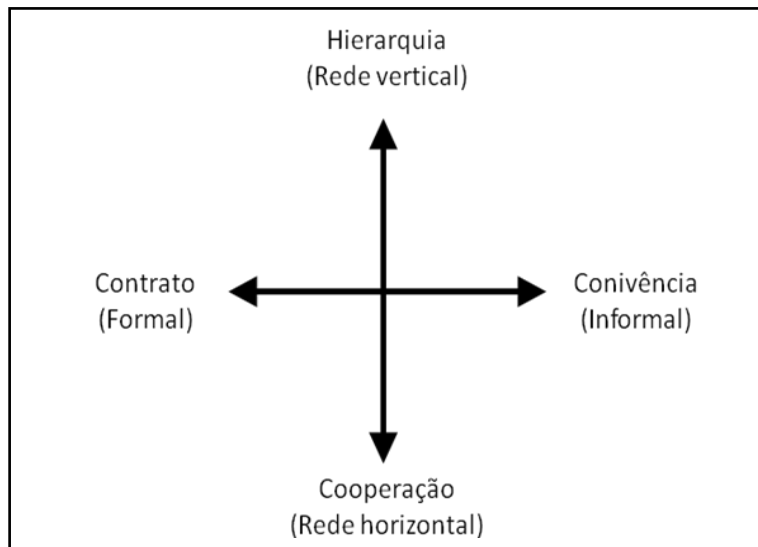 Hierarquia
(Rede vertical)
Contrato
(Formal)
Conivência
(Informal)
Cooperação
(Rede horizontal)